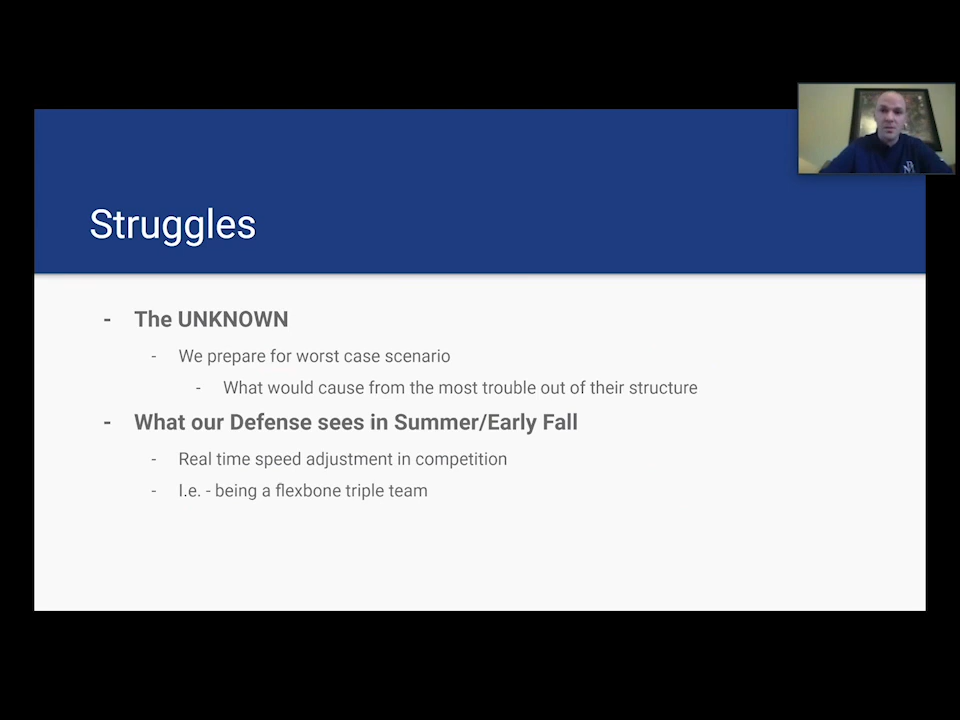 Struggles
- The UNKNOWN
- We prepare for worst case scenario
- What would cause from the most trouble out of their structure
- What our Defense sees in Summer/Early Fall
- Real time speed adjustment in competition
- I.e. - being a flexbone triple team